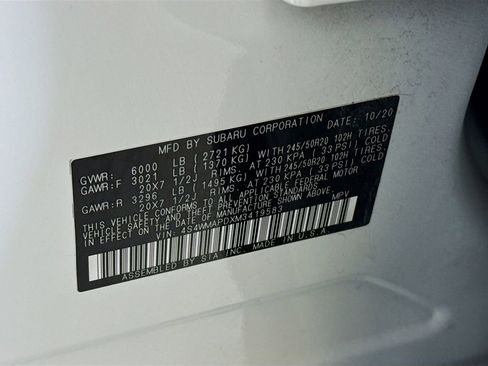 MFD BY SUBARU CORPORATION DATE: 10/20
GVWR: 6000 LB (2721 KG)
GAWR:F 3021 LB (1370 KG) WITH 245/50R20 102H TIRES,
20X7 1/2J RIMS, AT 230 KPA (33 PSI) COLD
GAWR:R 3296 LB (1495 KG) WITH 245/50R20 102H TIRES,
20X7 1/2J RIMS, AT 230 KPA (33 PSI) COLD
THIS VEHICLE CONFORMS TO ALL APPLICABLE FEDERAL MOTOR
VEHICLE SAFETY AND THEFT PREVENTION STANDARDS
IN EFFECT ON THE DATE OF MANUFACTURE SHOWN ABOVE.
VIN: 4S4WMAPDXM3419583 MPV
ASSEMBLED BY SIA INC. MADE IN U.S.A.